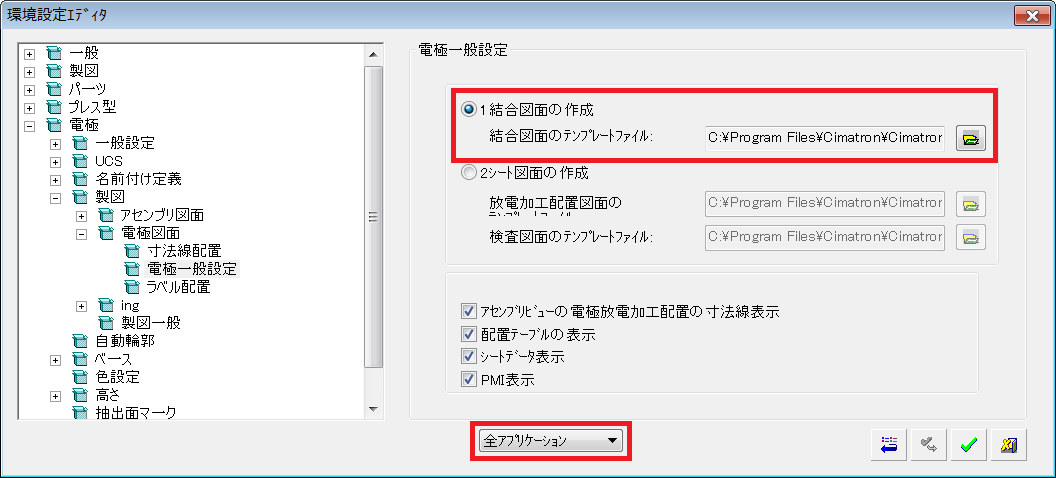 環境設定ｴﾃﾞｨﾀ
一般
製図
ﾊﾟｰﾂ
ﾌﾟﾚｽ型
電極
一般設定
UCS
名前付け定義
製図
ｱｾﾝﾌﾞﾘ図面
電極図面
寸法線配置
電極一般設定
ﾗﾍﾞﾙ配置
ing
製図一般
自動輪郭
ﾍﾞｰｽ
色設定
高さ
抽出面ﾏｰｸ
電極一般設定
1結合図面の作成
結合図面のﾃﾝﾌﾟﾚｰﾄﾌｧｲﾙ: C:¥Program Files¥Cimatron¥Cimatron
2ｼｰﾄ図面の作成
放電加工配置図面の C:¥Program Files¥Cimatron¥Cimatron
検査図面のﾃﾝﾌﾟﾚｰﾄﾌｧｲﾙ: C:¥Program Files¥Cimatron¥Cimatron
ｱｾﾝﾌﾞﾘﾋﾞｭｰの電極放電加工配置の寸法線表示
配置ﾃｰﾌﾞﾙの表示
ｼｰﾄﾃﾞｰﾀ表示
PMI表示
全ｱﾌﾟﾘｹｰｼｮﾝ